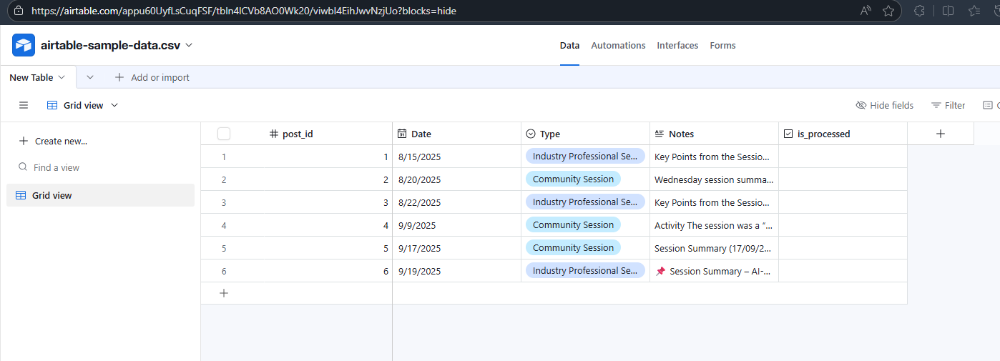 https://airtable.com/appu60UyfLsCuqFSF/tbln4lCVb8AO0Wk20/viwbl4EihJwvNzjUo?blocks=hide
airtable-sample-data.csv
Data Automations Interfaces Forms
New Table
Add or import
Grid view
Hide fields Filter
Create new...
Find a view
Grid view
post_id Date Type Notes is_processed
1 1 8/15/2025 Industry Professional Se... Key Points from the Sessio...
2 2 8/20/2025 Community Session Wednesday session summa...
3 3 8/22/2025 Industry Professional Se... Key Points from the Sessio...
4 4 9/9/2025 Community Session Activity The session was a “...
5 5 9/17/2025 Community Session Session Summary (17/09/2...
6 6 9/19/2025 Industry Professional Se... 📌 Session Summary – AI-...